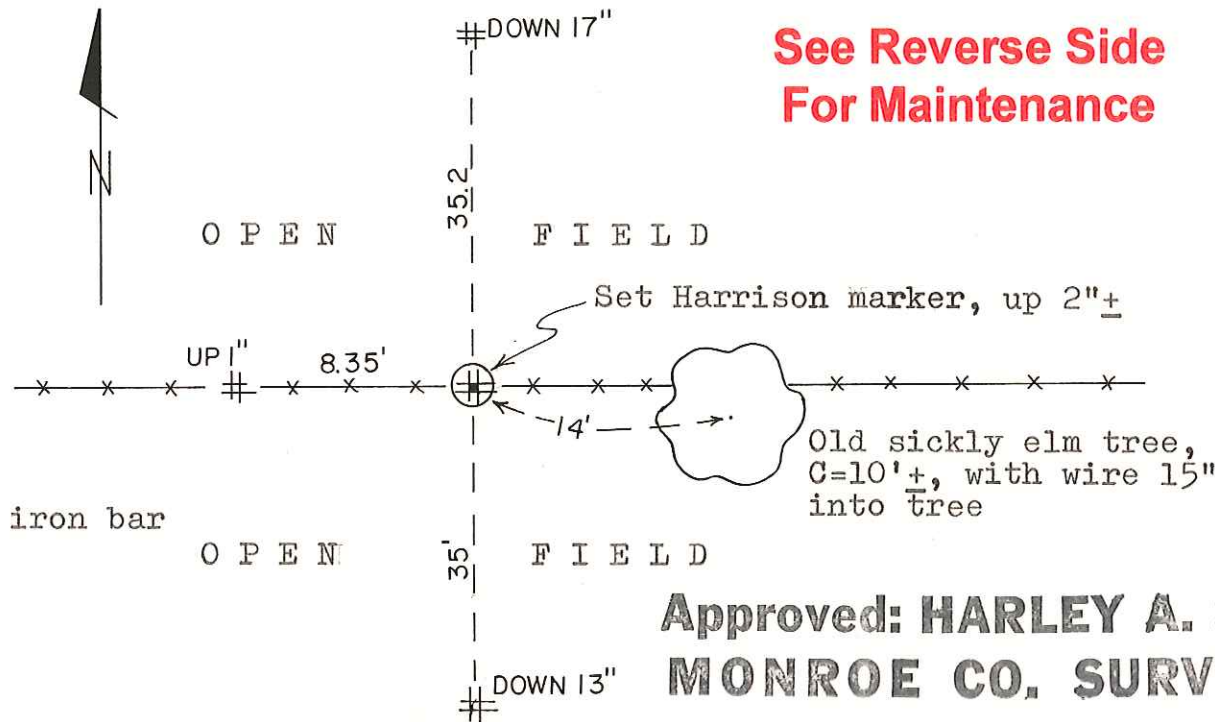 DOWN 17"
See Reverse Side
For Maintenance
N
35.2
OPEN FIELD
Set Harrison marker, up 2"±
UP 1"
8.35'
14'
Old sickly elm tree,
C=10'±, with wire 15"
into tree
iron bar
35'
OPEN FIELD
Approved: HARLEY A.
MONROE CO. SURV
DOWN 13"